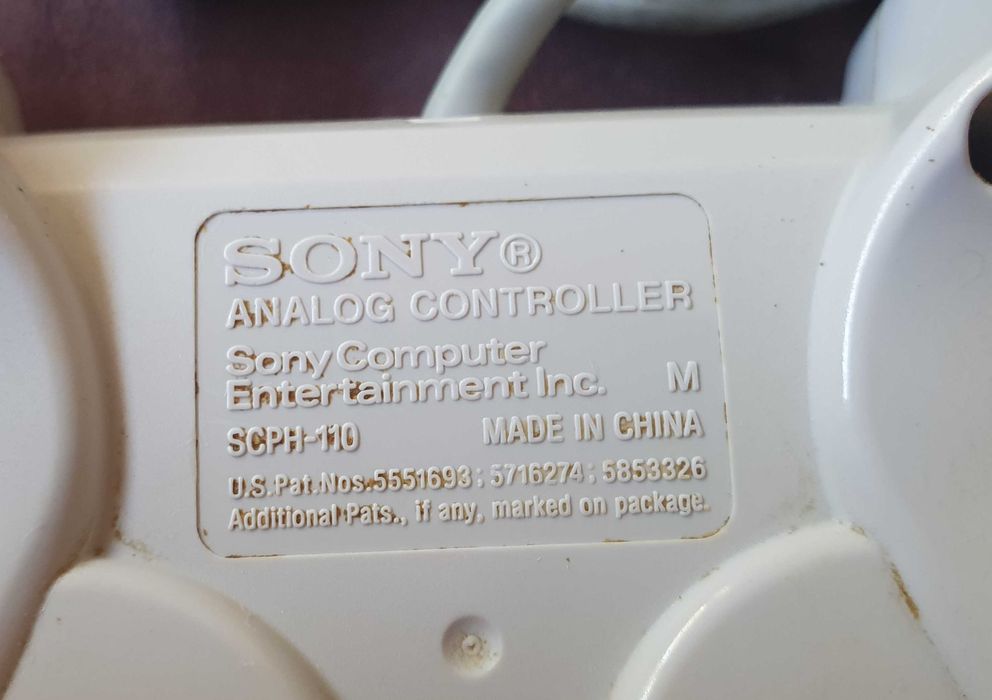 SONY®
ANALOG CONTROLLER
Sony Computer
Entertainment Inc. M
SCPH-110 MADE IN CHINA
U.S.Pat.Nos.5551693; 5716274; 5853326
Additional Pats., if any, marked on package.